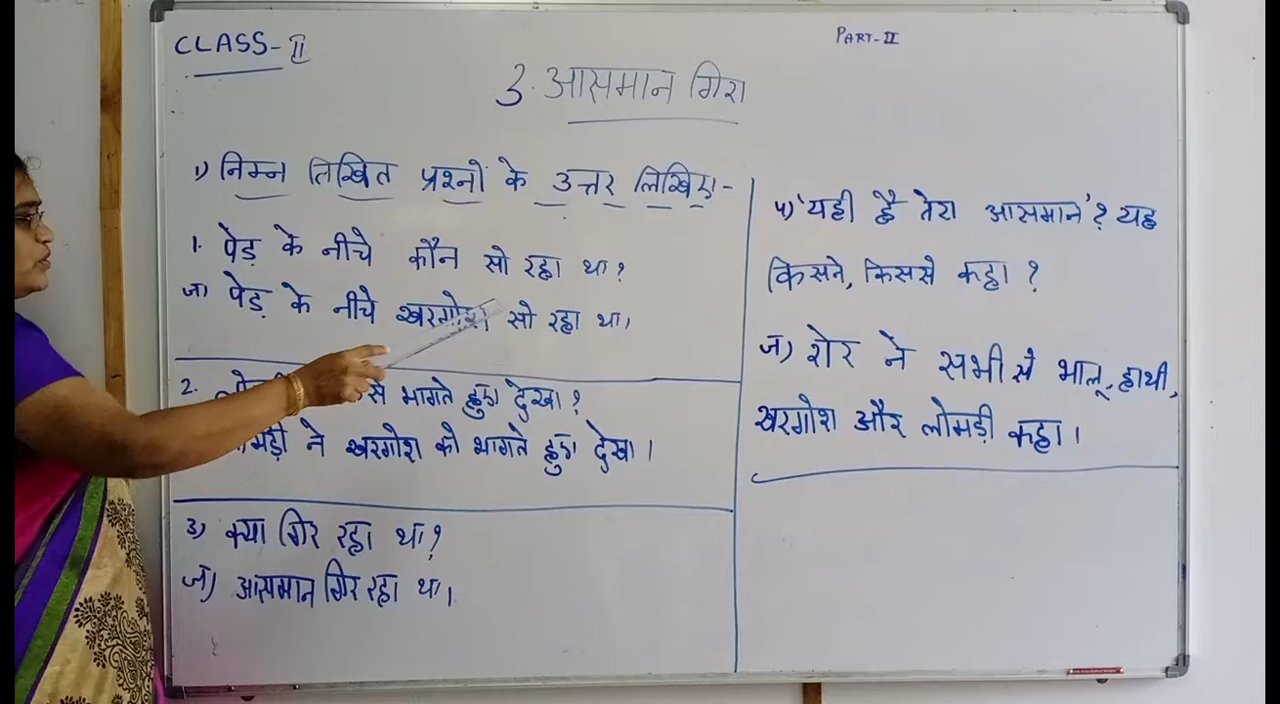 CLASS-II
PART-II
3. आसमान गिरा
1) निम्न लिखित प्रश्नों के उत्तर लिखिए-
1. पेड़ के नीचे कौन सो रहा था?
ज) पेड़ के नीचे खरगोश सो रहा था।
2. से भागते हुए देखा?
ने खरगोश को भागते हुए देखा।
3) क्या गिर रहा था?
ज) आसमान गिर रहा था।
4) 'यही है तेरा आसमान'? यह
किसने, किससे कहा?
ज) शेर ने सभी से भालू, हाथी,
खरगोश और लोमड़ी कहा।